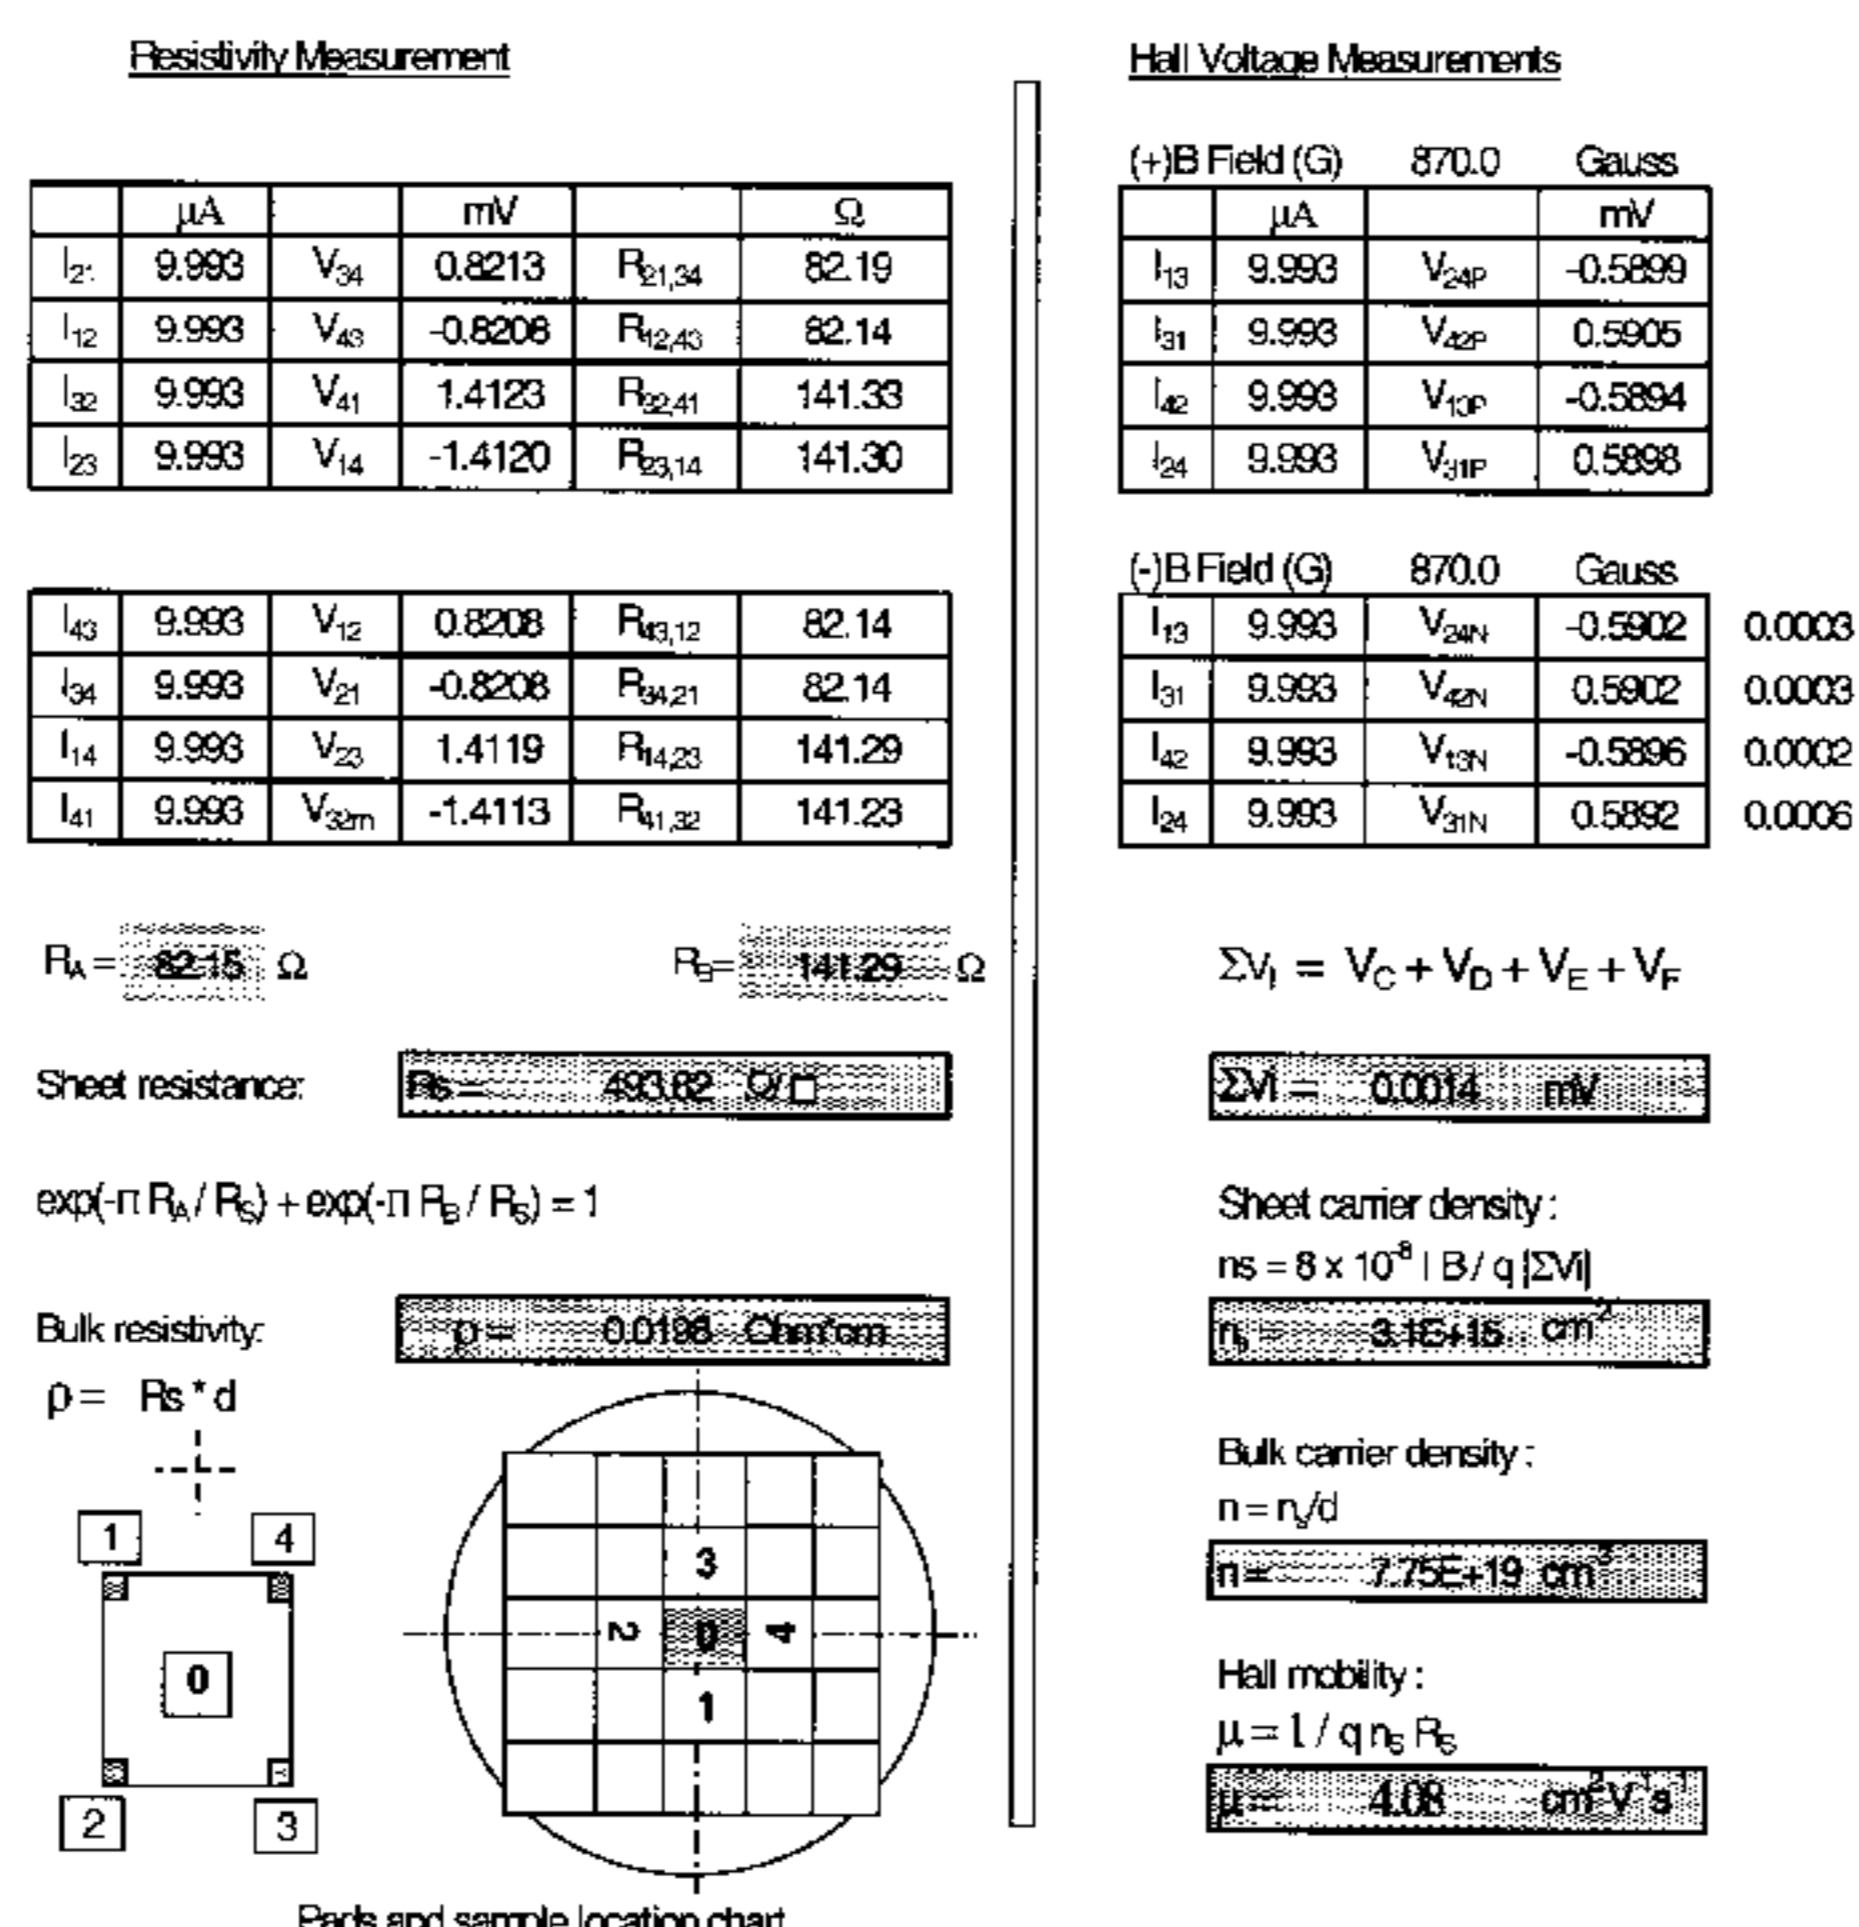 Resistivity Measurement
μA mV Ω
I21 9.993 V34 0.8213 R21,34 82.19
I12 9.993 V43 -0.8208 R12,43 82.14
I32 9.993 V41 1.4123 R32,41 141.33
I23 9.993 V14 -1.4120 R23,14 141.30
I43 9.993 V12 0.8208 R43,12 82.14
I34 9.993 V21 -0.8208 R34,21 82.14
I14 9.993 V23 1.4119 R14,23 141.29
I41 9.993 V32m -1.4113 R41,32 141.23
RA = 82.15 Ω RB = 141.29 Ω
Sheet resistance: Rs = 493.62 Ω/□
exp(-π RA / RS) + exp(-π RB / RS) = 1
Bulk resistivity: ρ = 0.0198 Ohm*cm
ρ = Rs * d
1 4
0
2 3
3
2 0 4
1
Pads and sample location chart
Hall Voltage Measurements
(+)B Field (G) 870.0 Gauss
μA mV
I13 9.993 V24P -0.5899
I31 9.993 V42P 0.5905
I42 9.993 V13P -0.5894
I24 9.993 V31P 0.5898
(-)B Field (G) 870.0 Gauss
I13 9.993 V24N -0.5902 0.0003
I31 9.993 V42N 0.5902 0.0003
I42 9.993 V13N -0.5896 0.0002
I24 9.993 V31N 0.5892 0.0006
ΣVI = VC + VD + VE + VF
ΣVi = 0.0014 mV
Sheet carrier density :
ns = 8 x 10-8 I B / q |ΣVi|
ns = 3.1E+15 cm-2
Bulk carrier density :
n = ns/d
n = 7.75E+19 cm-3
Hall mobility :
μ = 1 / q nS RS
μ = 4.08 cm2V-1s-1